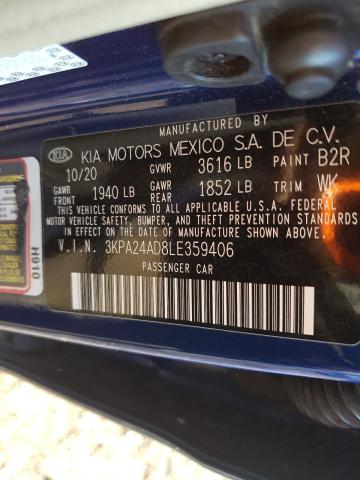 MANUFACTURED BY
KIA KIA MOTORS MEXICO S.A. DE C.V.
10/20 GVWR 3616 LB PAINT B2R
GAWR FRONT 1940 LB GAWR REAR 1852 LB TRIM WK
THIS VEHICLE CONFORMS TO ALL APPLICABLE U.S.A. FEDERAL
MOTOR VEHICLE SAFETY, BUMPER, AND THEFT PREVENTION STANDARDS
IN EFFECT ON THE DATE OF MANUFACTURE SHOWN ABOVE.
V.I.N. 3KPA24AD8LE359406
PASSENGER CAR
H910